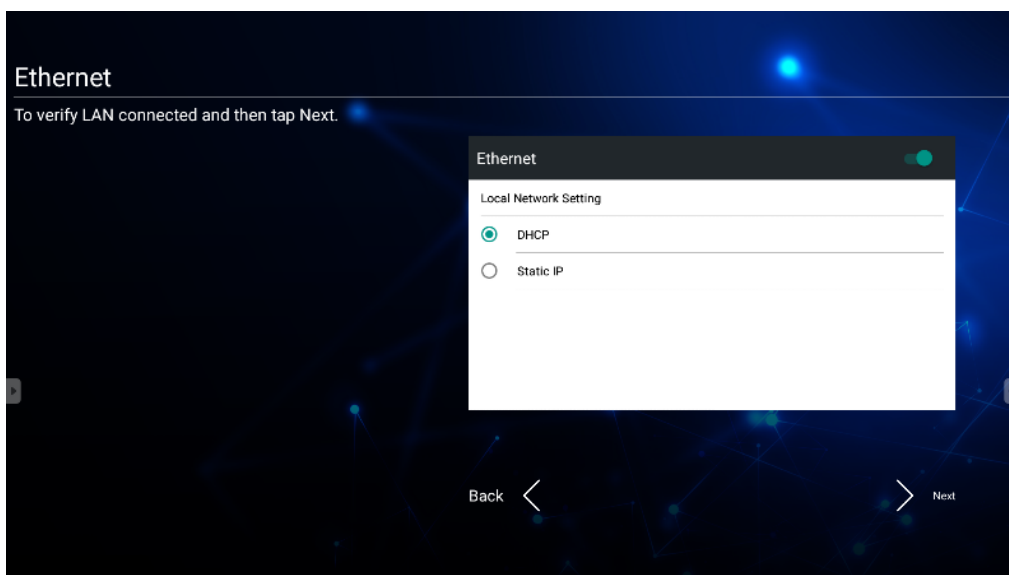 Ethernet
To verify LAN connected and then tap Next.
Ethernet
Local Network Setting
DHCP
Static IP
Back
Next